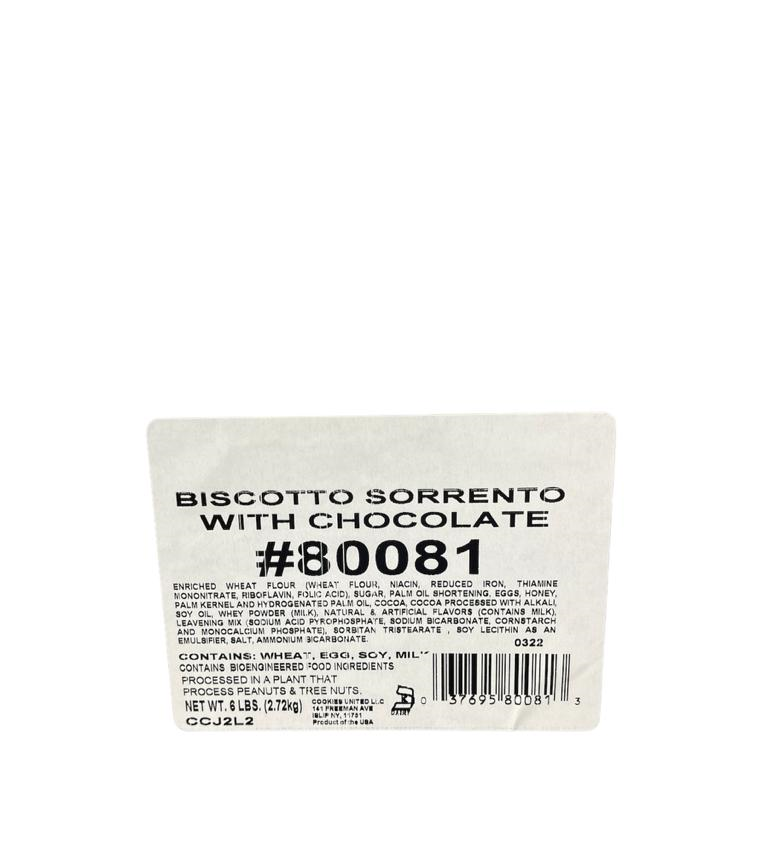 BISCOTTO SORRENTO
WITH CHOCOLATE
#80081
ENRICHED WHEAT FLOUR (WHEAT FLOUR, NIACIN, REDUCED IRON, THIAMINE
MONONITRATE, RIBOFLAVIN, FOLIC ACID), SUGAR, PALM OIL SHORTENING, EGGS, HONEY,
PALM KERNEL AND HYDROGENATED PALM OIL, COCOA, COCOA PROCESSED WITH ALKALI,
SOY OIL, WHEY POWDER (MILK), NATURAL & ARTIFICIAL FLAVORS (CONTAINS MILK),
LEAVENING MIX (SODIUM ACID PYROPHOSPHATE, SODIUM BICARBONATE, CORNSTARCH
AND MONOCALCIUM PHOSPHATE), SORBITAN TRISTEARATE , SOY LECITHIN AS AN
EMULSIFIER, SALT, AMMONIUM BICARBONATE.
0322
CONTAINS: WHEAT, EGG, SOY, MILK
CONTAINS BIOENGINEERED FOOD INGREDIENTS
PROCESSED IN A PLANT THAT
PROCESS PEANUTS & TREE NUTS.
NET WT. 6 LBS. (2.72kg)
COOKIES UNITED LLC
141 FREEMAN AVE
ISLIP NY, 11751
Product of the USA
DAIRY
0 37695 80081 3
CCJ2L2